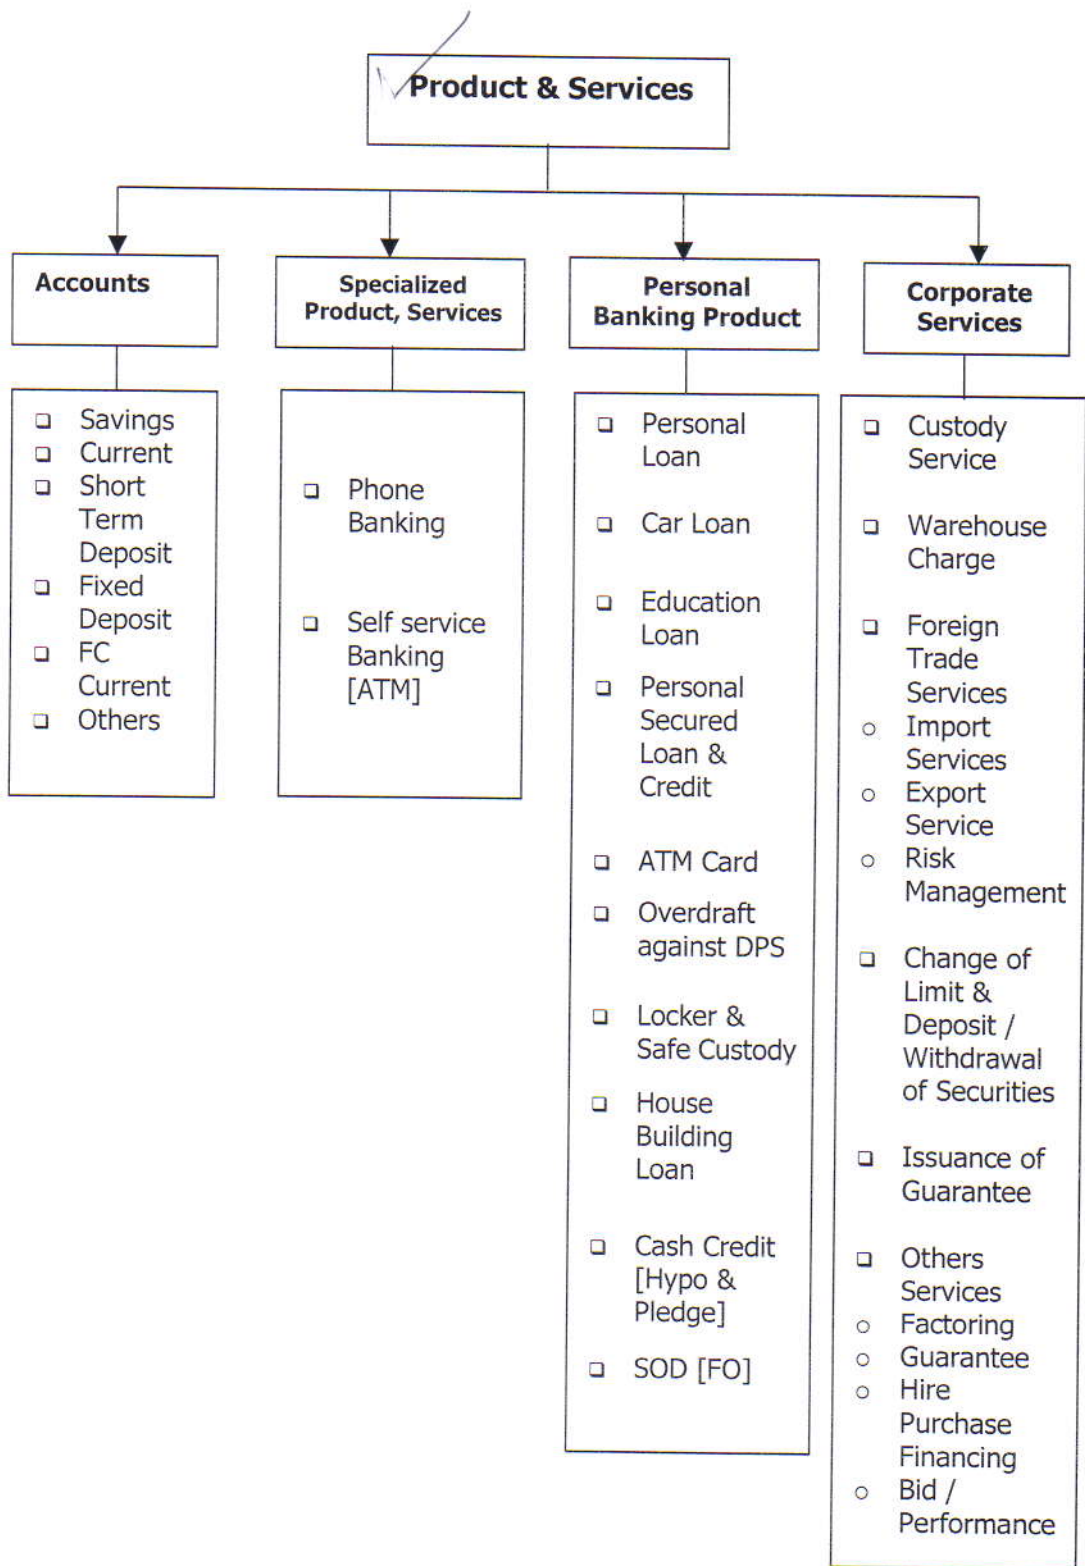 Product & Services
Accounts
Specialized
Product, Services
Personal
Banking Product
Corporate
Services
❑ Savings
❑ Current
❑ Short
Term
Deposit
❑ Fixed
Deposit
❑ FC
Current
❑ Others
❑ Phone
Banking
❑ Self service
Banking
[ATM]
❑ Personal
Loan
❑ Car Loan
❑ Education
Loan
❑ Personal
Secured
Loan &
Credit
❑ ATM Card
❑ Overdraft
against DPS
❑ Locker &
Safe Custody
❑ House
Building
Loan
❑ Cash Credit
[Hypo &
Pledge]
❑ SOD [FO]
❑ Custody
Service
❑ Warehouse
Charge
❑ Foreign
Trade
Services
○ Import
Services
○ Export
Service
○ Risk
Management
❑ Change of
Limit &
Deposit /
Withdrawal
of Securities
❑ Issuance of
Guarantee
❑ Others
Services
○ Factoring
○ Guarantee
○ Hire
Purchase
Financing
○ Bid /
Performance